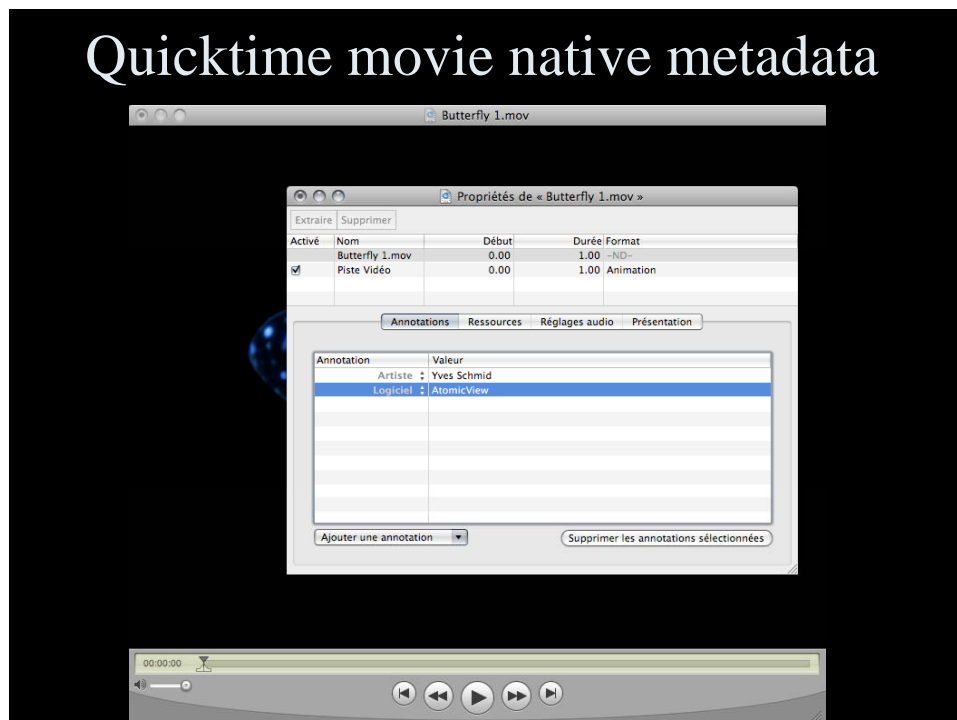 Quicktime movie native metadata
Butterfly 1.mov
Propriétés de « Butterfly 1.mov »
Extraire Supprimer
Activé Nom Début Durée Format
Butterfly 1.mov 0.00 1.00 -ND-
Piste Vidéo 0.00 1.00 Animation
Annotations Ressources Réglages audio Présentation
Annotation Valeur
Artiste Yves Schmid
Logiciel AtomicView
Ajouter une annotation Supprimer les annotations sélectionnées
00:00:00